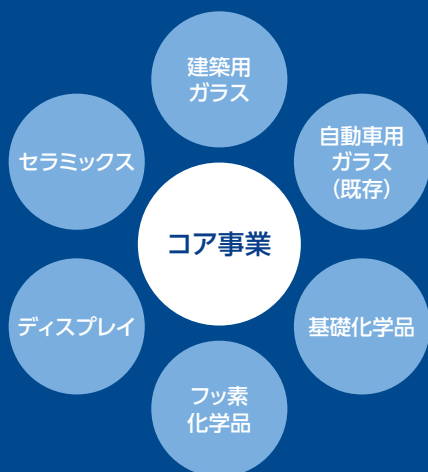 建築用
ガラス
自動車用
ガラス
（既存）
セラミックス
コア事業
ディスプレイ
基礎化学品
フッ素
化学品